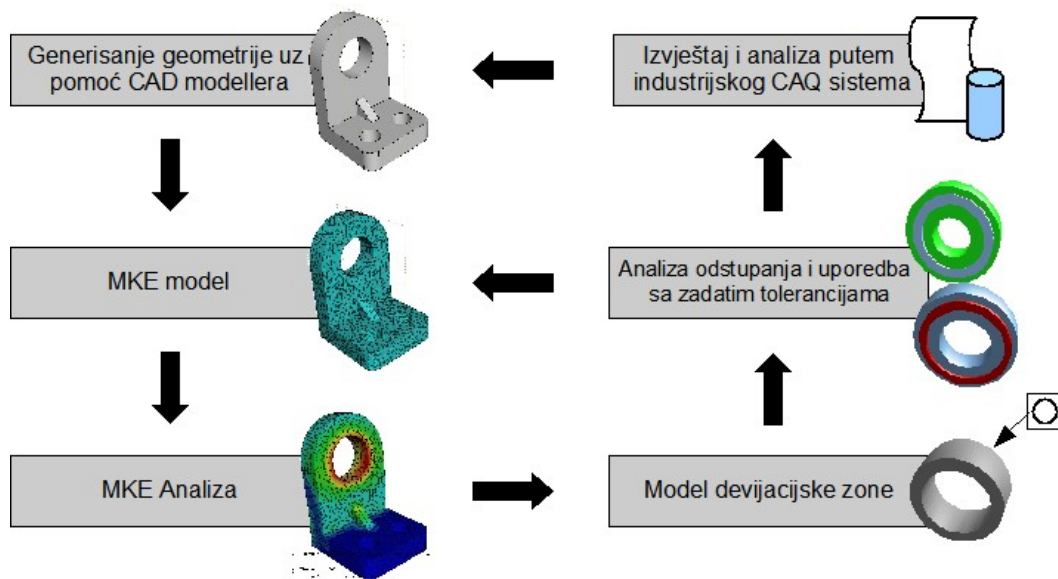 Generisanje geometrije uz
pomoć CAD modellera
MKE model
MKE Analiza
Izvještaj i analiza putem
industrijskog CAQ sistema
Analiza odstupanja i uporedba
sa zadatim tolerancijama
Model devijacijske zone